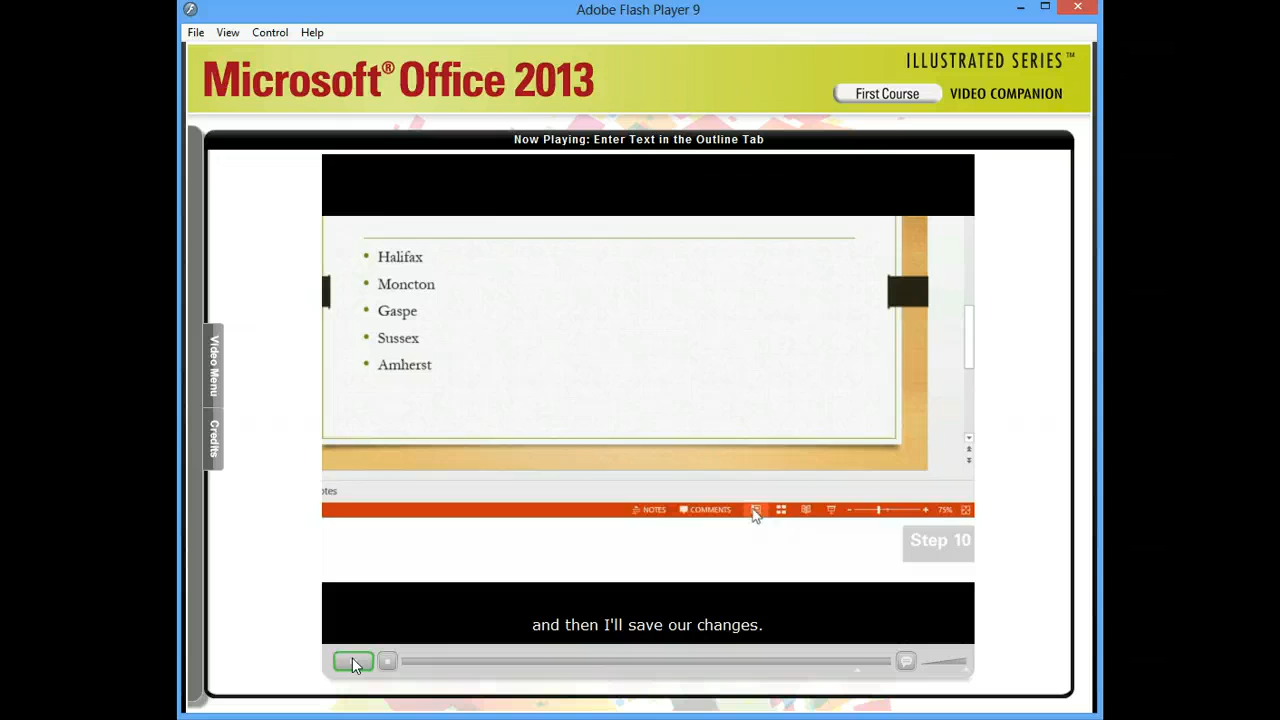 Adobe Flash Player 9
File View Control Help
Microsoft® Office 2013
ILLUSTRATED SERIES™
First Course VIDEO COMPANION
Now Playing: Enter Text in the Outline Tab
• Halifax
• Moncton
• Gaspe
• Sussex
• Amherst
Video Menu
Credits
otes
NOTES COMMENTS 75%
Step 10
and then I'll save our changes.